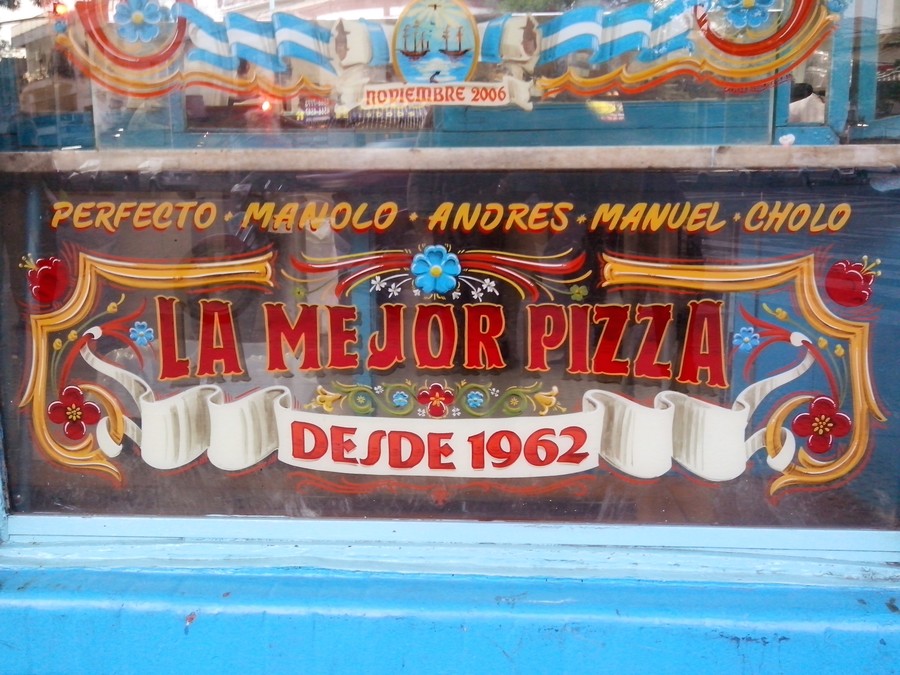 NOVIEMBRE 2006
PERFECTO • MANOLO • ANDRES • MANUEL • CHOLO
LA MEJOR PIZZA
DESDE 1962